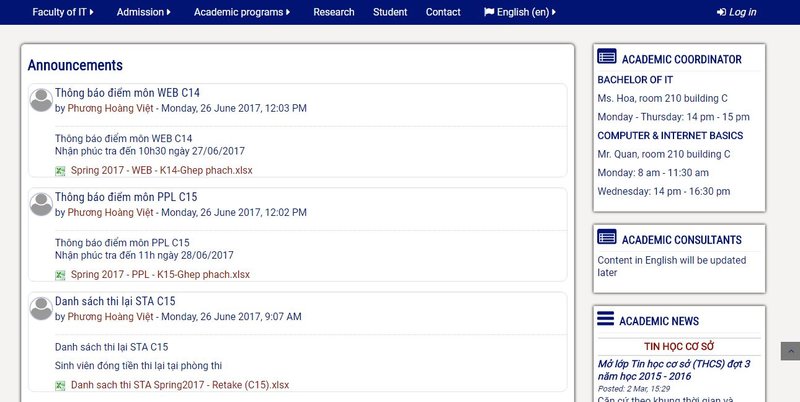 Faculty of IT Admission Academic programs Research Student Contact English (en) Log in
Announcements
Thông báo điểm môn WEB C14
by Phương Hoàng Việt - Monday, 26 June 2017, 12:03 PM
Thông báo điểm môn WEB C14
Nhận phúc tra đến 10h30 ngày 27/06/2017
Spring 2017 - WEB - K14-Ghep phach.xlsx
Thông báo điểm môn PPL C15
by Phương Hoàng Việt - Monday, 26 June 2017, 12:02 PM
Thông báo điểm môn PPL C15
Nhận phúc tra đến 11h ngày 28/06/2017
Spring 2017 - PPL - K15-Ghep phach.xlsx
Danh sách thi lại STA C15
by Phương Hoàng Việt - Monday, 26 June 2017, 9:07 AM
Danh sách thi lại STA C15
Sinh viên đóng tiền thi lại tại phòng thi
Danh sach thi STA Spring2017 - Retake (C15).xlsx
ACADEMIC COORDINATOR
BACHELOR OF IT
Ms. Hoa, room 210 building C
Monday - Thursday: 14 pm - 15 pm
COMPUTER & INTERNET BASICS
Mr. Quan, room 210 building C
Monday: 8 am - 11:30 am
Wednesday: 14 pm - 16:30 pm
ACADEMIC CONSULTANTS
Content in English will be updated
later
ACADEMIC NEWS
TIN HỌC CƠ SỞ
Mở lớp Tin học cơ sở (THCS) đợt 3
năm học 2015 - 2016
Posted: 2 Mar, 15:29
Căn cứ theo khung thời gian và